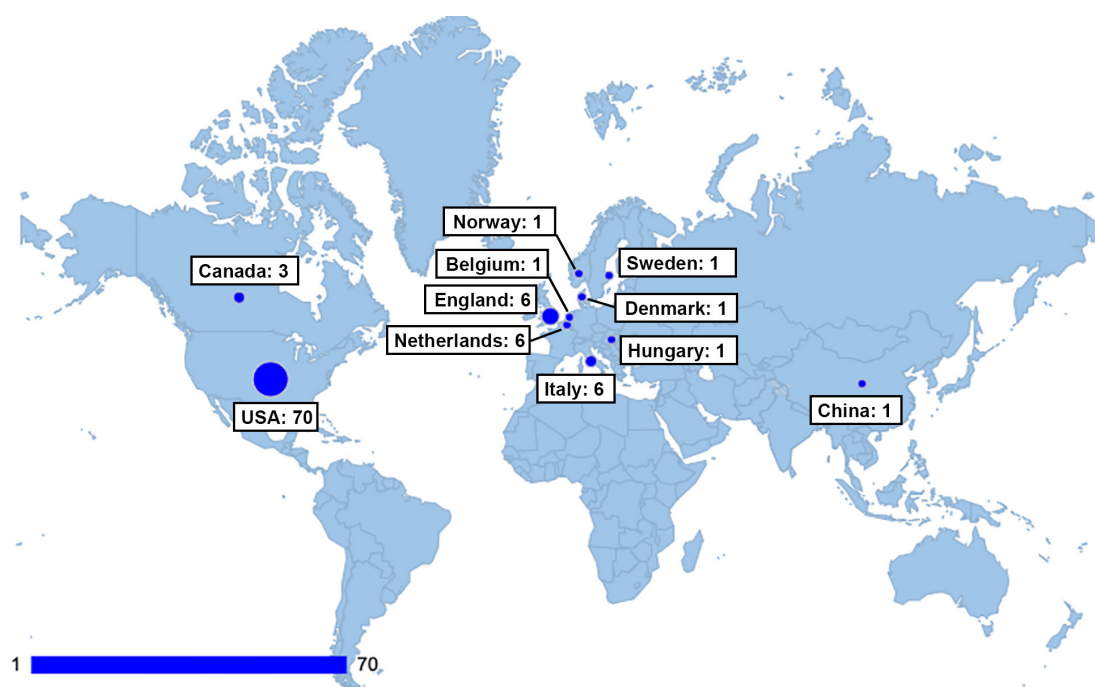 Norway: 1
Belgium: 1
Sweden: 1
Canada: 3
England: 6
Denmark: 1
Netherlands: 6
Hungary: 1
Italy: 6
USA: 70
China: 1
1 70